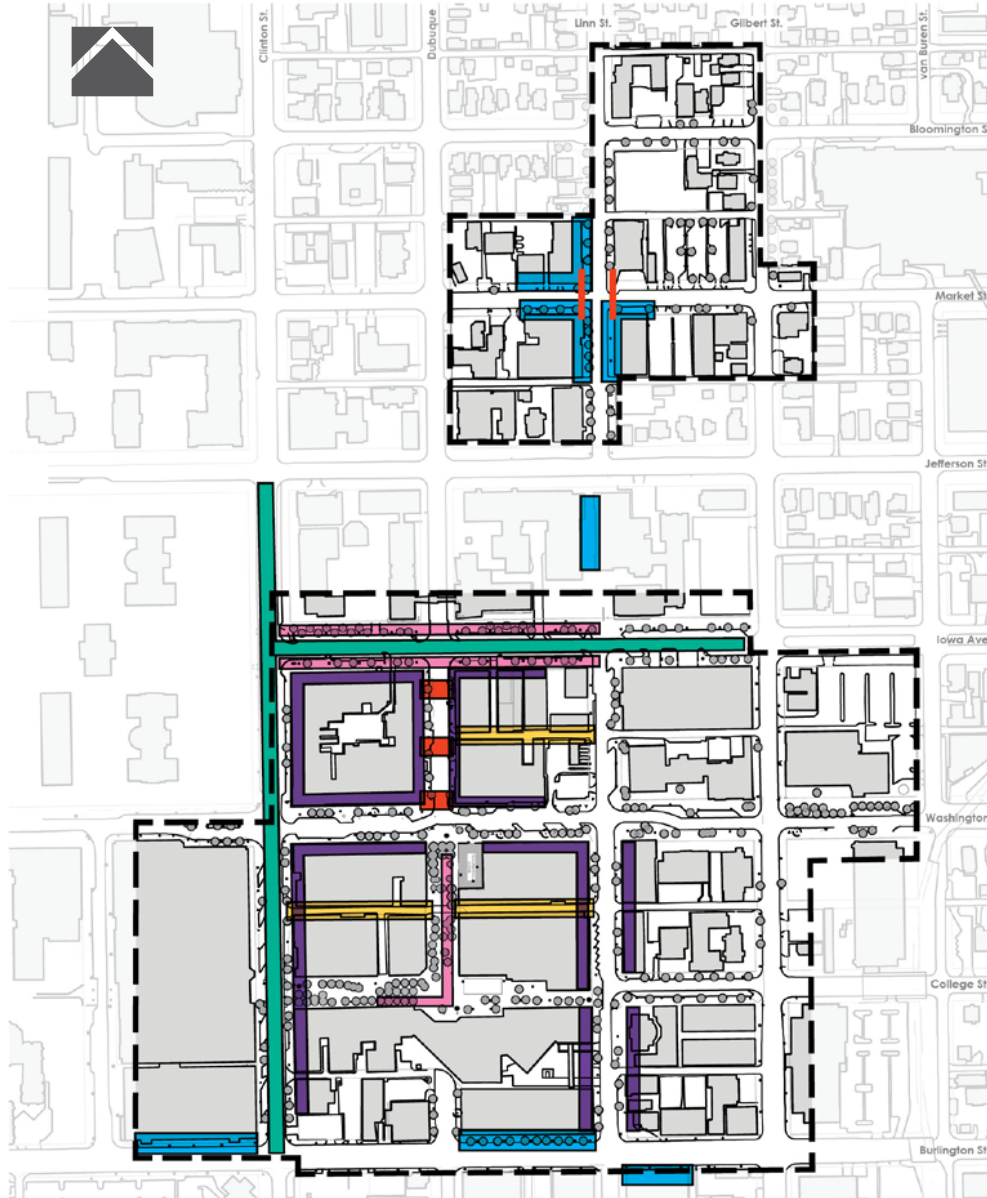 Clinton St.
Dubuque
Linn St.
Gilbert St.
van Buren St.
Bloomington S
Market St
Jefferson St
Iowa Ave
Washington
College St
Burlington St